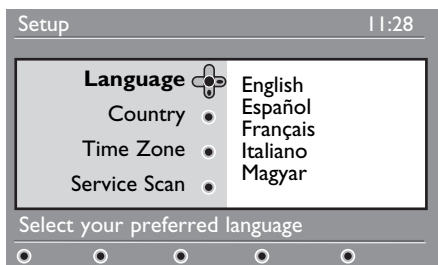 Setup 11:28
Language
Country
Time Zone
Service Scan
English
Español
Français
Italiano
Magyar
Select your preferred language